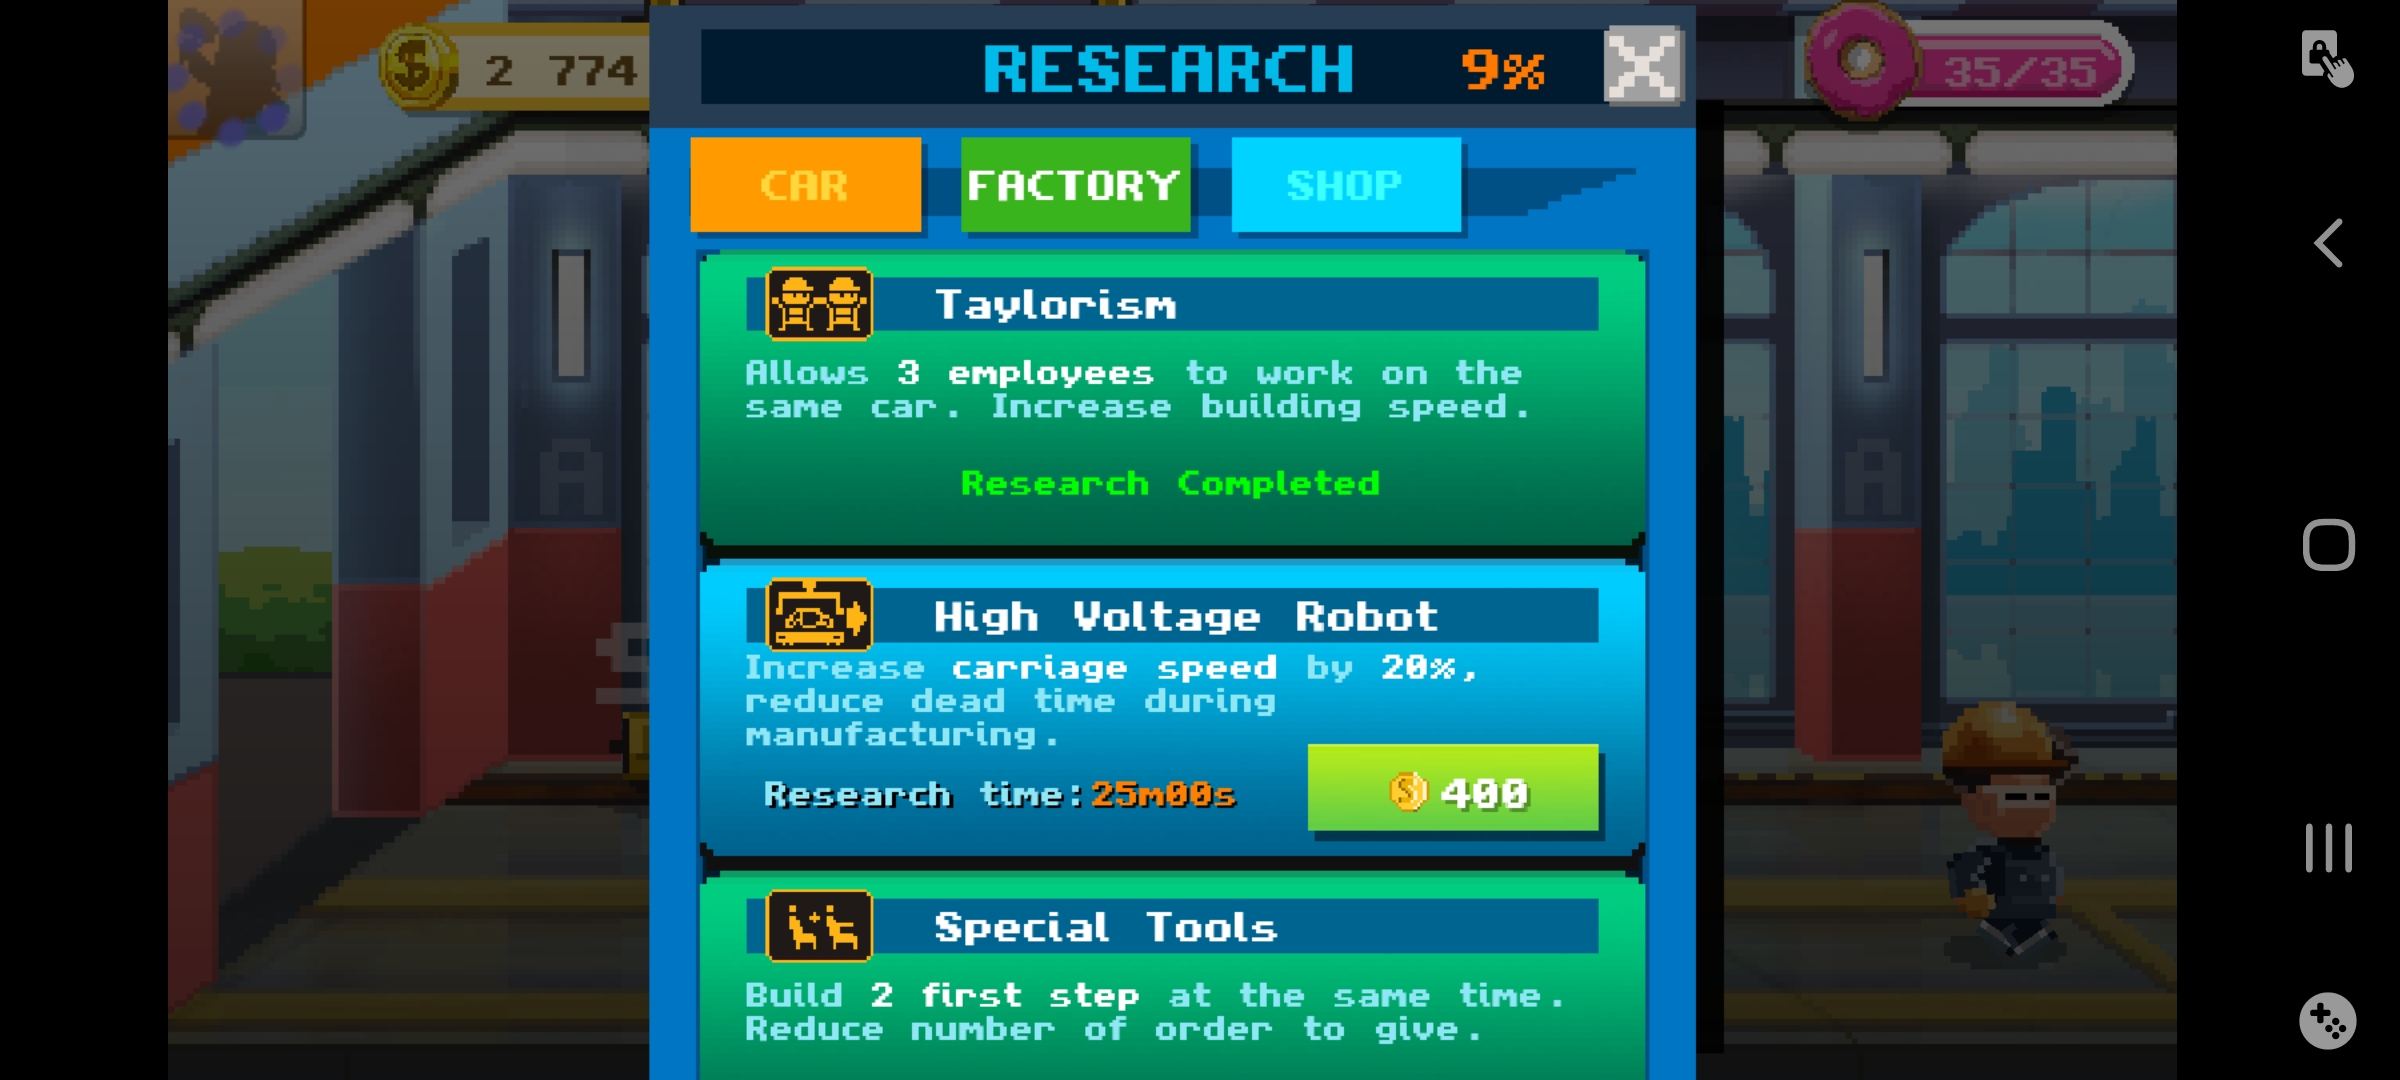 2 774
RESEARCH 9%
35/35
CAR FACTORY SHOP
Taylorism
Allows 3 employees to work on the
same car. Increase building speed.
Research Completed
High Voltage Robot
Increase carriage speed by 20%,
reduce dead time during
manufacturing.
Research time:25m00s 400
Special Tools
Build 2 first step at the same time.
Reduce number of order to give.
A
A